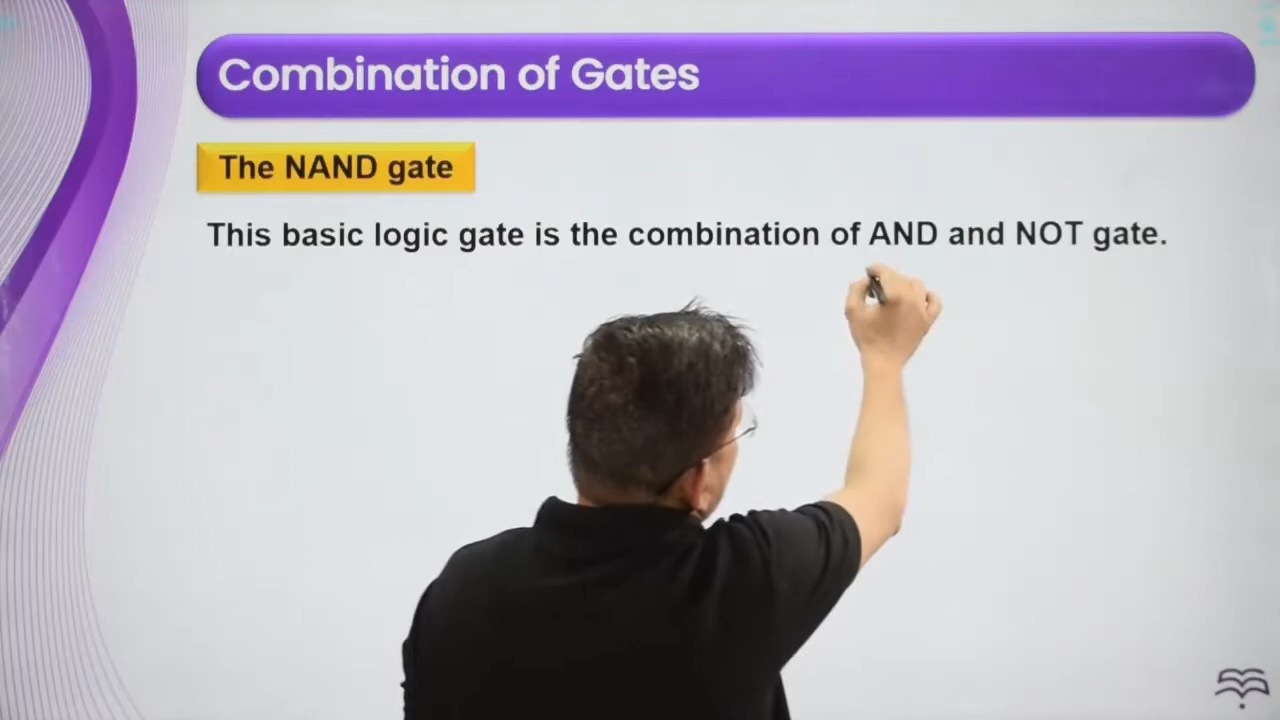 Combination of Gates
The NAND gate
This basic logic gate is the combination of AND and NOT gate.